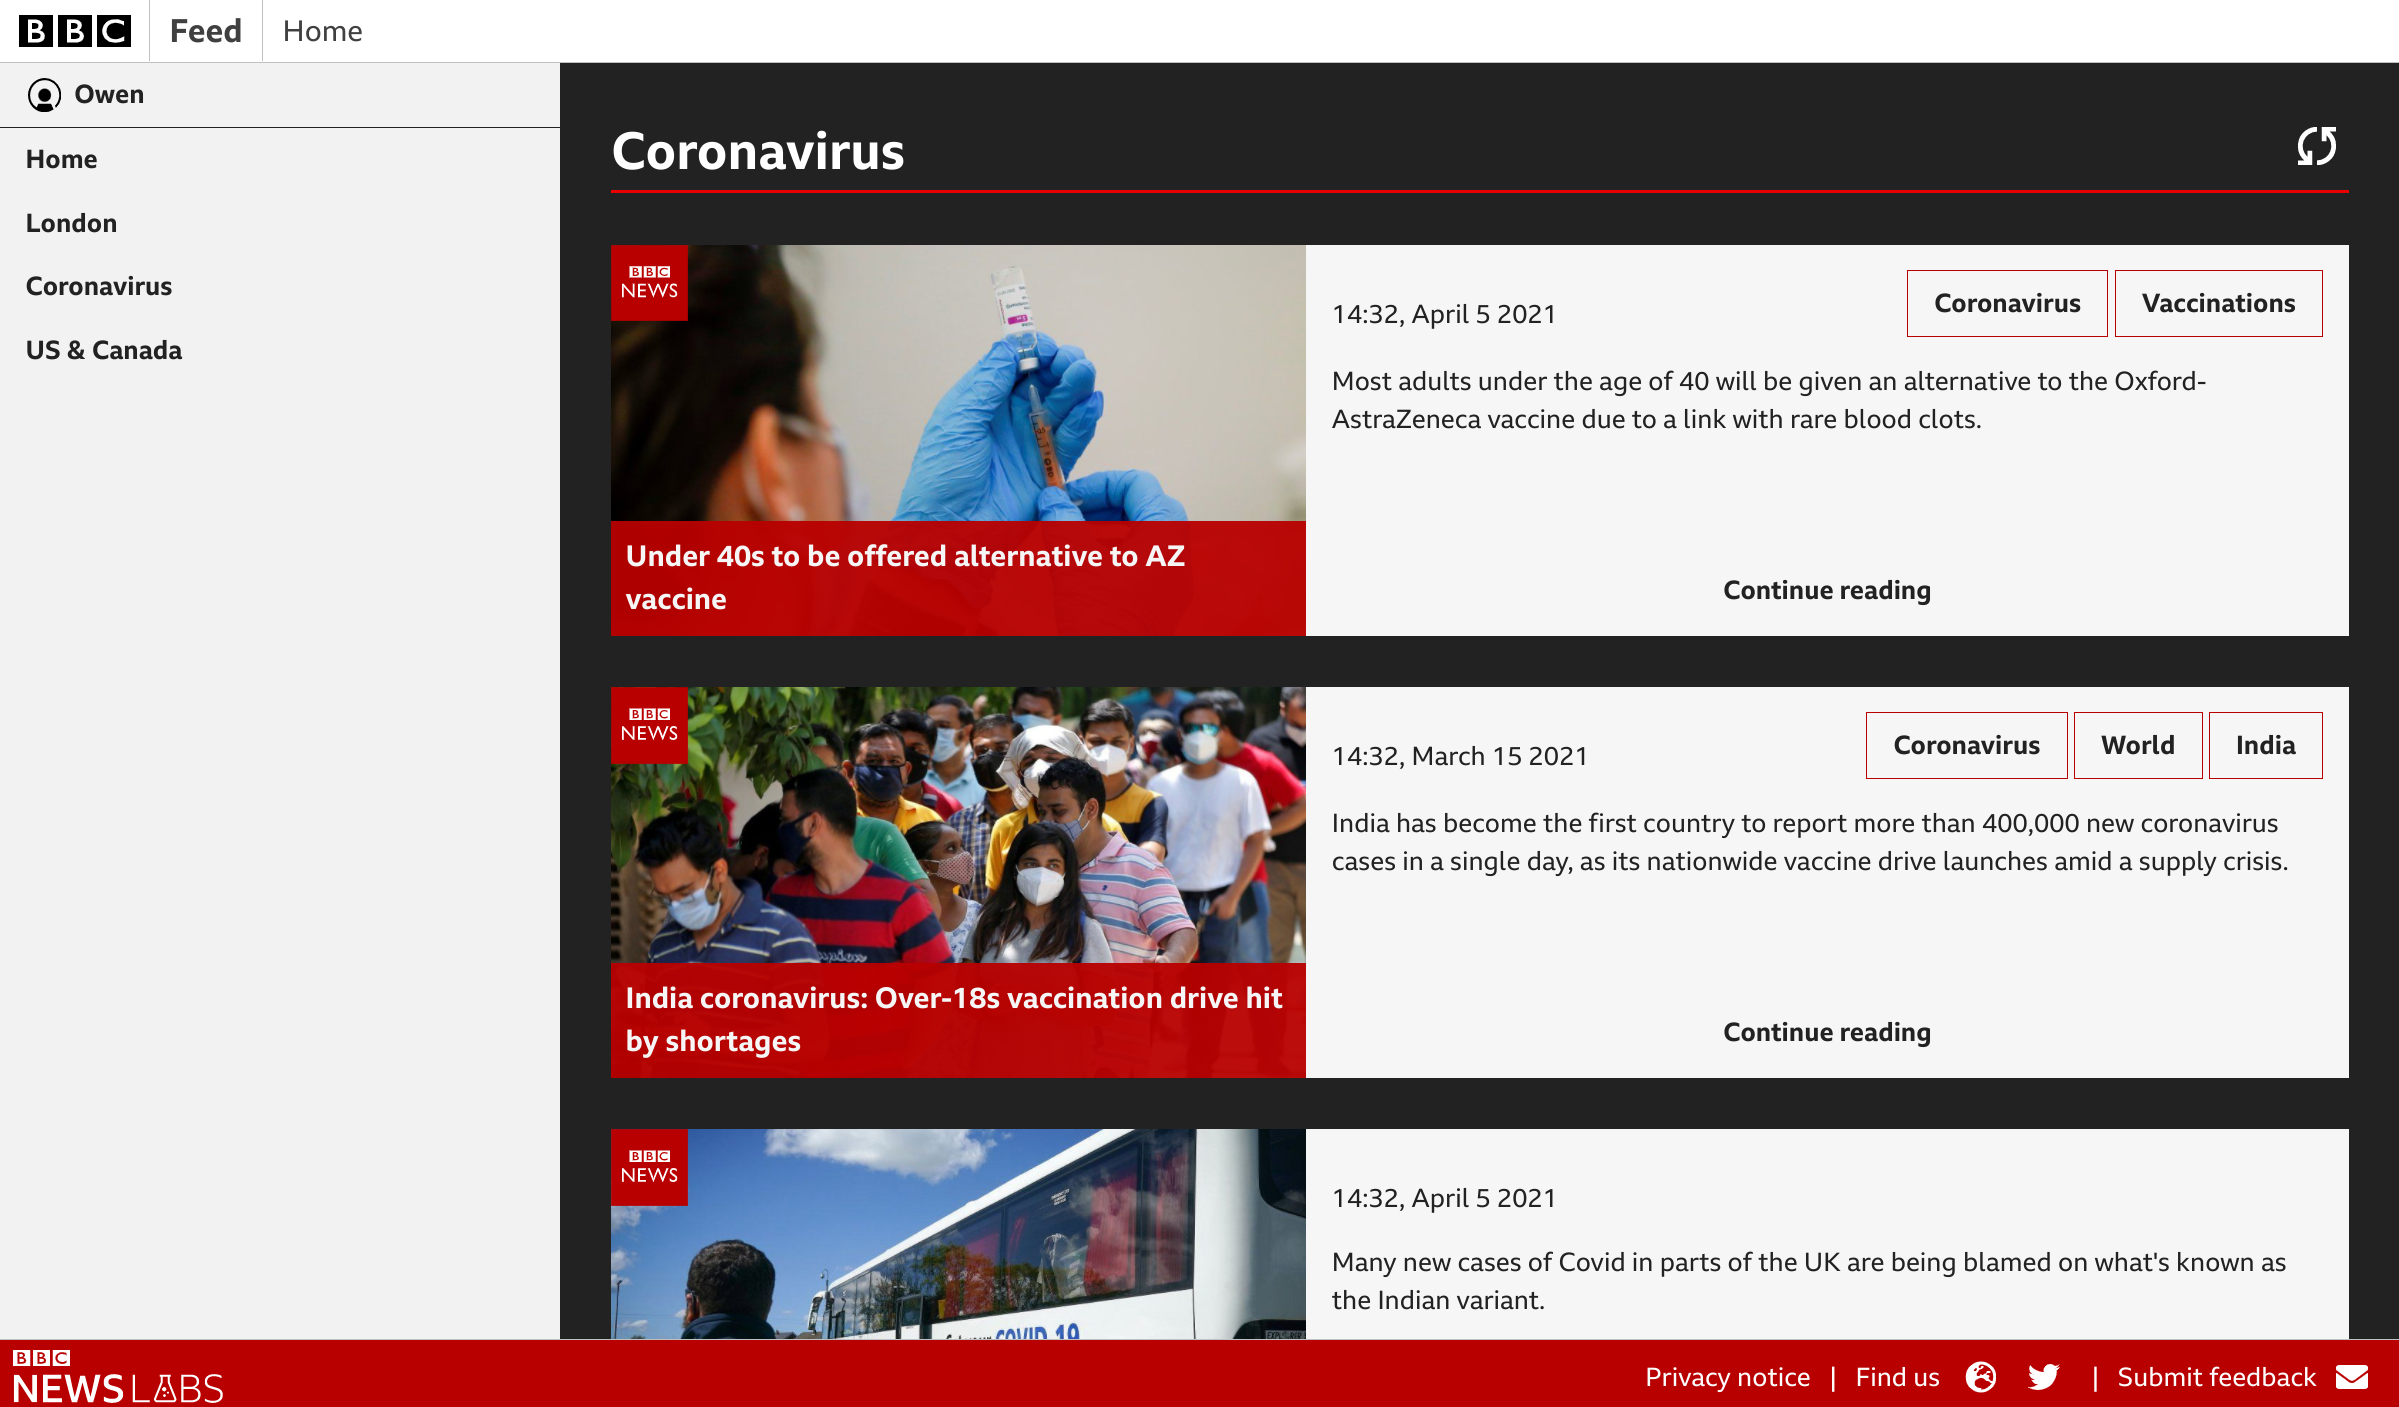 BBC Feed Home
Owen
Home
London
Coronavirus
US & Canada
Coronavirus
BBC
NEWS
14:32, April 5 2021
Coronavirus Vaccinations
Most adults under the age of 40 will be given an alternative to the Oxford-
AstraZeneca vaccine due to a link with rare blood clots.
Under 40s to be offered alternative to AZ
vaccine
Continue reading
BBC
NEWS
14:32, March 15 2021
Coronavirus World India
India has become the first country to report more than 400,000 new coronavirus
cases in a single day, as its nationwide vaccine drive launches amid a supply crisis.
India coronavirus: Over-18s vaccination drive hit
by shortages
Continue reading
BBC
NEWS
14:32, April 5 2021
Many new cases of Covid in parts of the UK are being blamed on what's known as
the Indian variant.
COVID-19
BBC
NEWS LABS
Privacy notice | Find us | Submit feedback